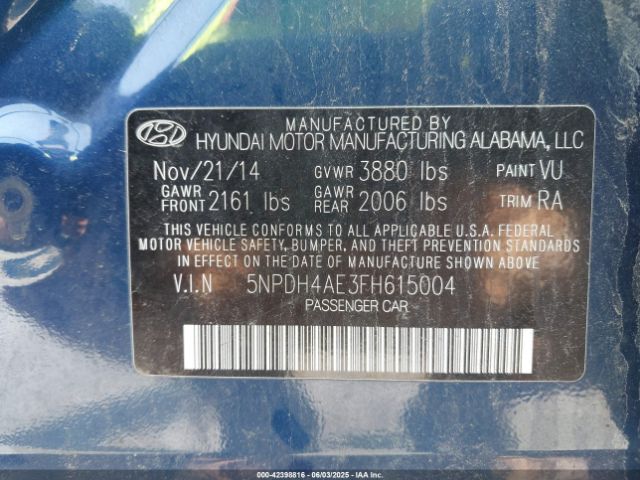 MANUFACTURED BY
HYUNDAI MOTOR MANUFACTURING ALABAMA, LLC
Nov/21/14 GVWR 3880 lbs PAINT VU
GAWR FRONT 2161 lbs GAWR REAR 2006 lbs TRIM RA
THIS VEHICLE CONFORMS TO ALL APPLICABLE U.S.A. FEDERAL
MOTOR VEHICLE SAFETY, BUMPER, AND THEFT PREVENTION STANDARDS
IN EFFECT ON THE DATE OF MANUFACTURE SHOWN ABOVE.
V.I.N 5NPDH4AE3FH615004
PASSENGER CAR
000-42398816 - 06/03/2025 - IAAI.COM